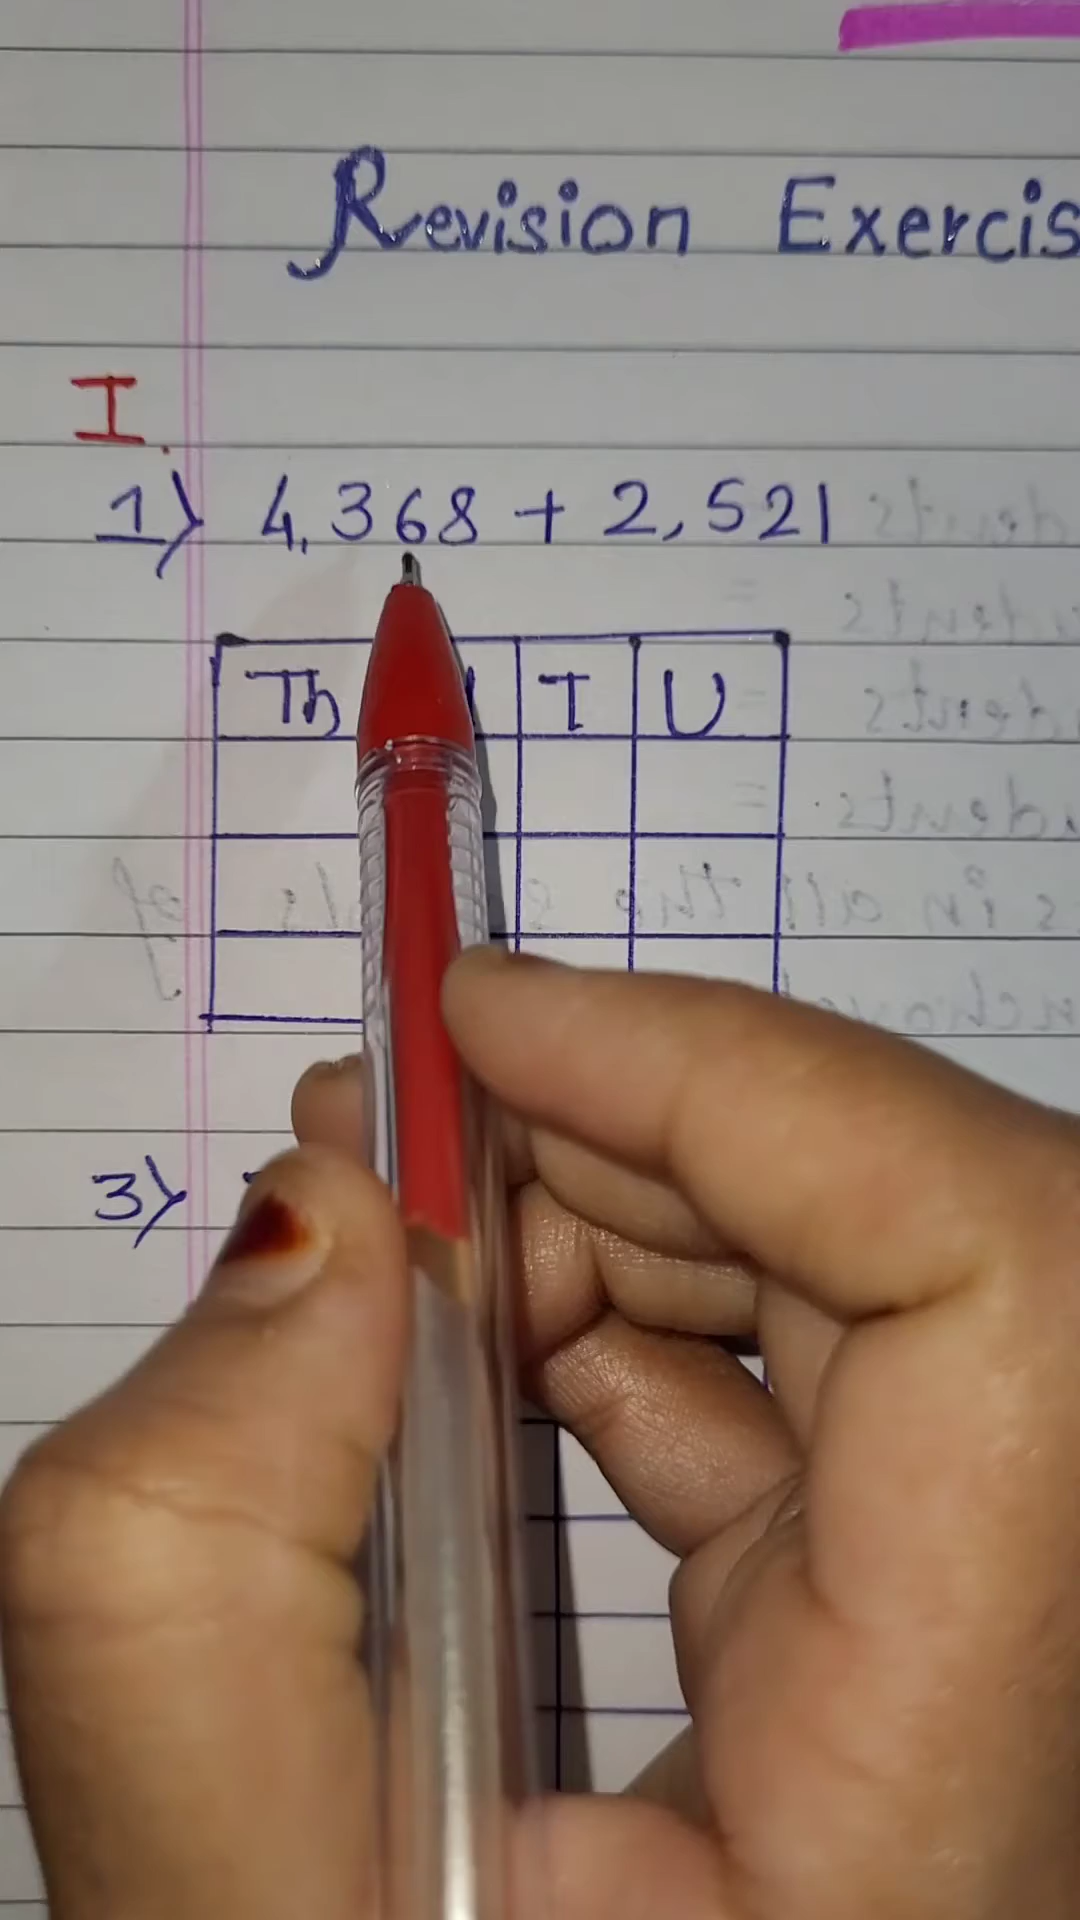 Revision Exercis
I.
1) 4,368 + 2,521
Th T U
3)